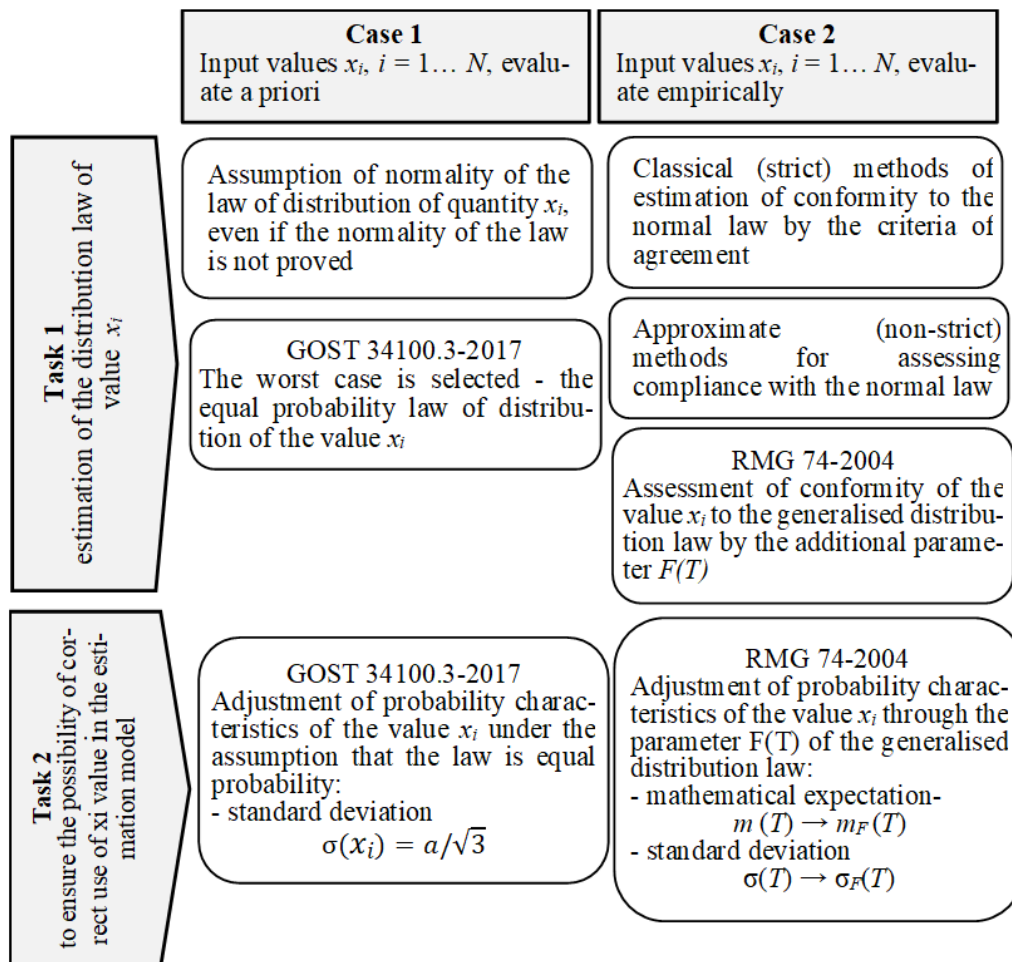 Case 1
Input values xᵢ, i = 1… N, evalu-
ate a priori
Case 2
Input values xᵢ, i = 1… N, evalu-
ate empirically
Task 1
estimation of the distribution law of
value xᵢ
Assumption of normality of the
law of distribution of quantity xᵢ,
even if the normality of the law
is not proved
Classical (strict) methods of
estimation of conformity to the
normal law by the criteria of
agreement
GOST 34100.3-2017
The worst case is selected - the
equal probability law of distribu-
tion of the value xᵢ
Approximate (non-strict)
methods for assessing
compliance with the normal law
RMG 74-2004
Assessment of conformity of the
value xᵢ to the generalised distribu-
tion law by the additional parame-
ter F(T)
Task 2
to ensure the possibility of cor-
rect use of xi value in the esti-
mation model
GOST 34100.3-2017
Adjustment of probability charac-
teristics of the value xᵢ under the
assumption that the law is equal
probability:
- standard deviation
σ(xᵢ) = a/√3
RMG 74-2004
Adjustment of probability charac-
teristics of the value xᵢ through the
parameter F(T) of the generalised
distribution law:
- mathematical expectation-
m (T) → m_F(T)
- standard deviation
σ(T) → σ_F(T)